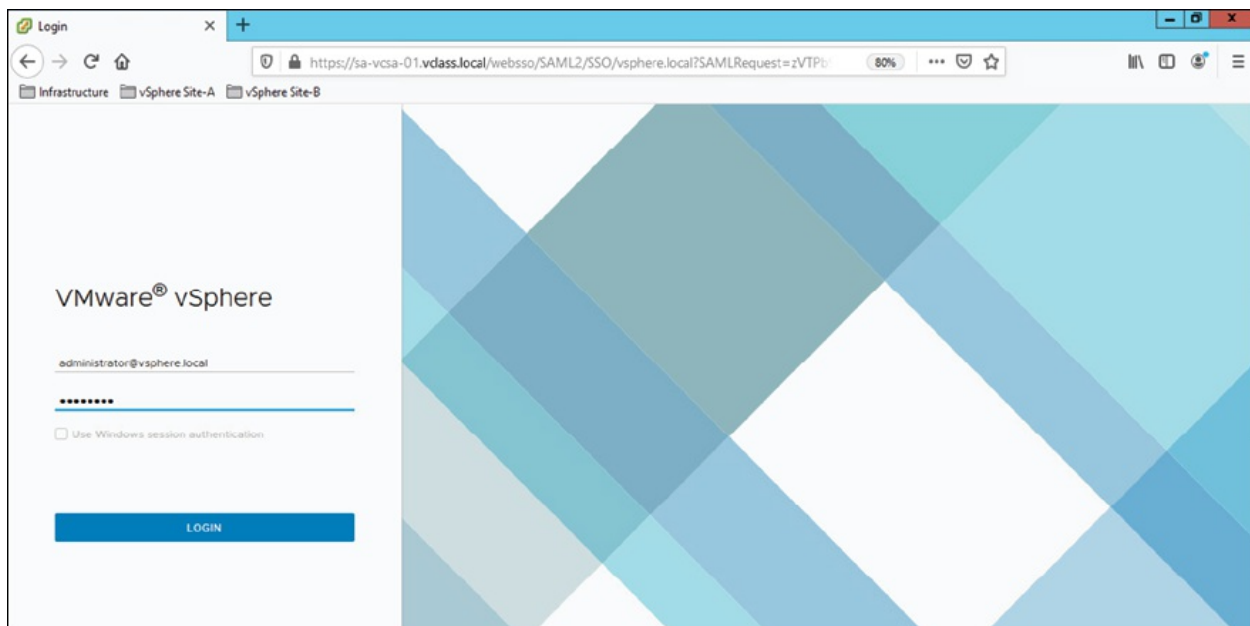 Login
https://sa-vcsa-01.vclass.local/websso/SAML2/SSO/vsphere.local?SAMLRequest=zVTPb
80%
Infrastructure vSphere Site-A vSphere Site-B
VMware® vSphere
administrator@vsphere.local
Use Windows session authentication
LOGIN